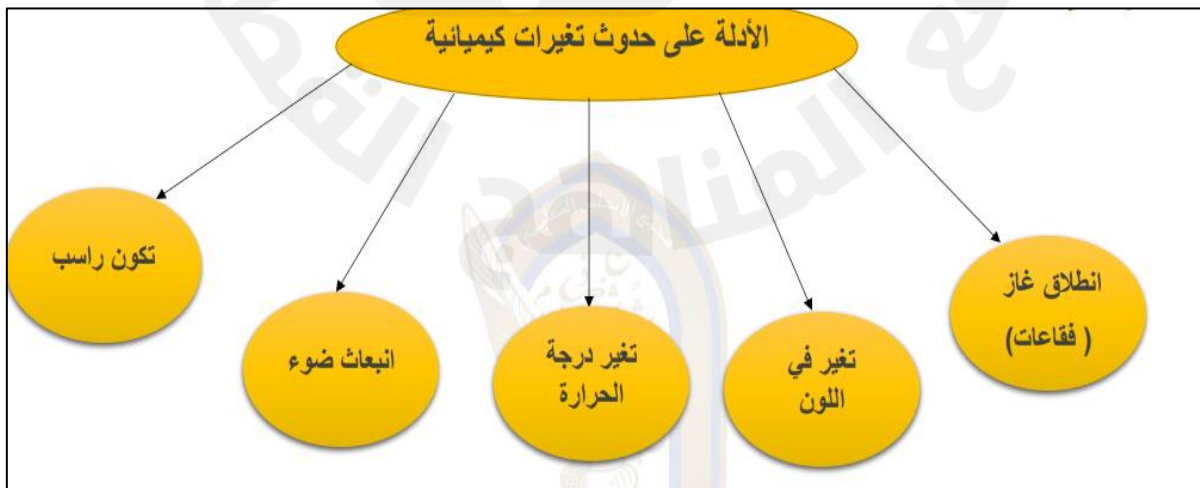 الأدلة على حدوث تغيرات كيميائية
انطلاق غاز
( فقاعات)
تغير في
اللون
تغير درجة
الحرارة
انبعاث ضوء
تكون راسب